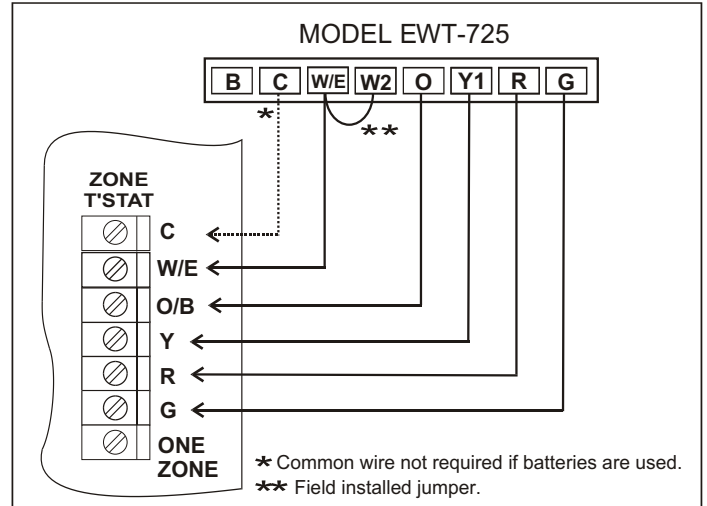 MODEL EWT-725
B C W/E W2 O Y1 R G
*
**
ZONE
T'STAT
C
W/E
O/B
Y
R
G
ONE
ZONE
* Common wire not required if batteries are used.
** Field installed jumper.